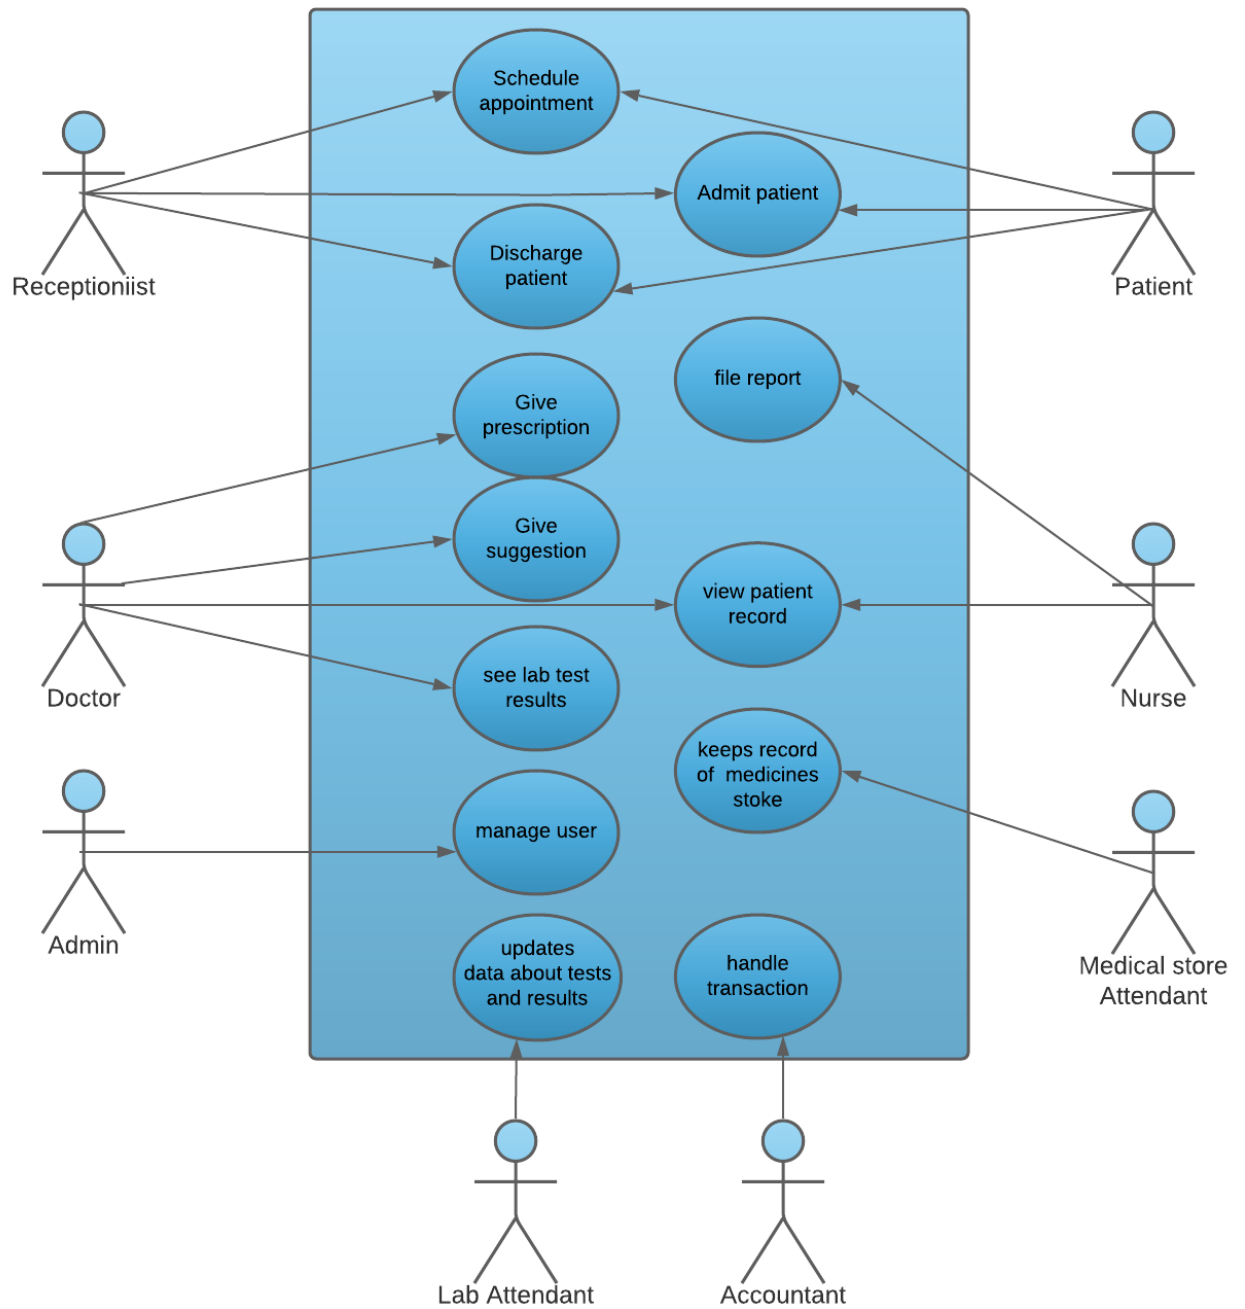 Schedule
appointment
Admit patient
Receptioniist
Discharge
patient
Patient
file report
Give
prescription
Give
suggestion
view patient
record
Doctor
see lab test
results
Nurse
keeps record
of medicines
stoke
manage user
Admin
updates
data about tests
and results
handle
transaction
Medical store
Attendant
Lab Attendant
Accountant